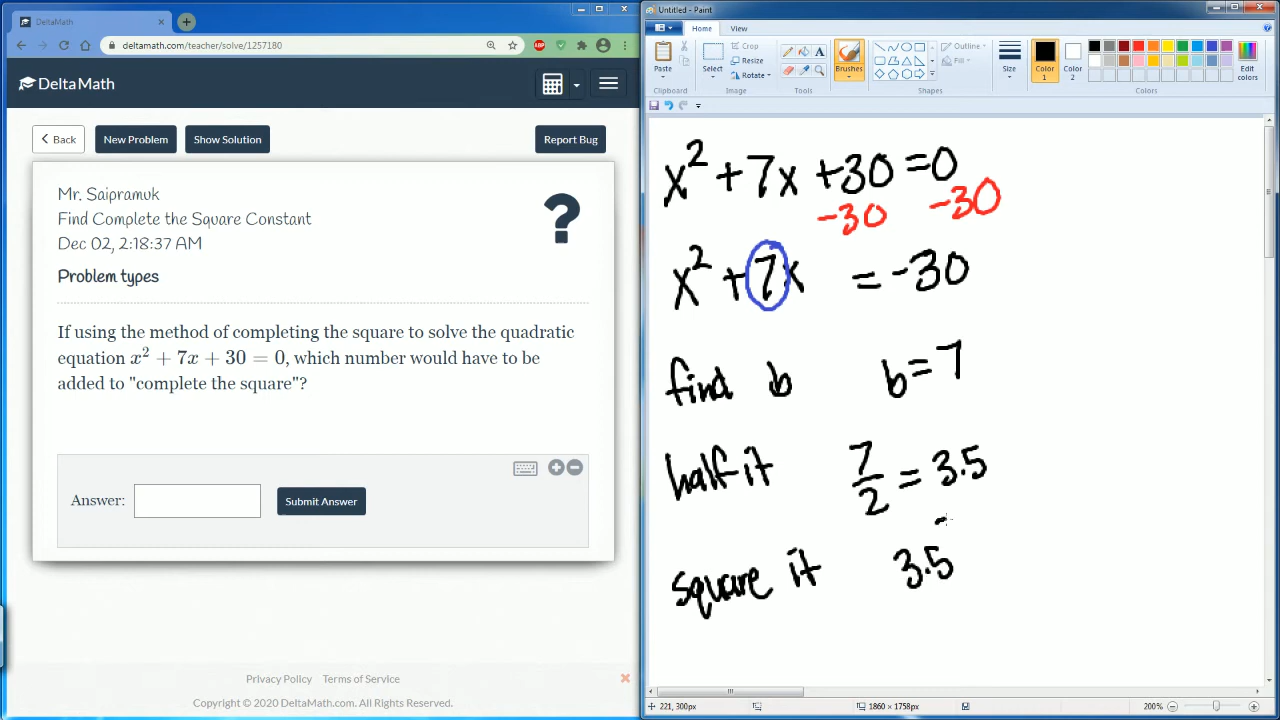 DeltaMath
Untitled - Paint
deltamath.com/teacher/solve/1257180
Home View
Paste
Select
Crop
Resize
Rotate
A
Brushes
Size
Outline
Fill
Color 1
Color 2
Edit colors
Clipboard Image Tools Shapes Colors
DeltaMath
Back New Problem Show Solution Report Bug
Mr. Saipramuk
Find Complete the Square Constant
Dec 02, 2:18:37 AM
Problem types
?
If using the method of completing the square to solve the quadratic
equation x² + 7x + 30 = 0, which number would have to be
added to "complete the square"?
Answer: Submit Answer
Privacy Policy Terms of Service
Copyright © 2020 DeltaMath.com. All Rights Reserved.
x² + 7x + 30 = 0
-30 -30
x² + 7x = -30
find b b = 7
half it 7/2 = 3.5
square it 3.5
221, 300px 1860 × 1758px 200%